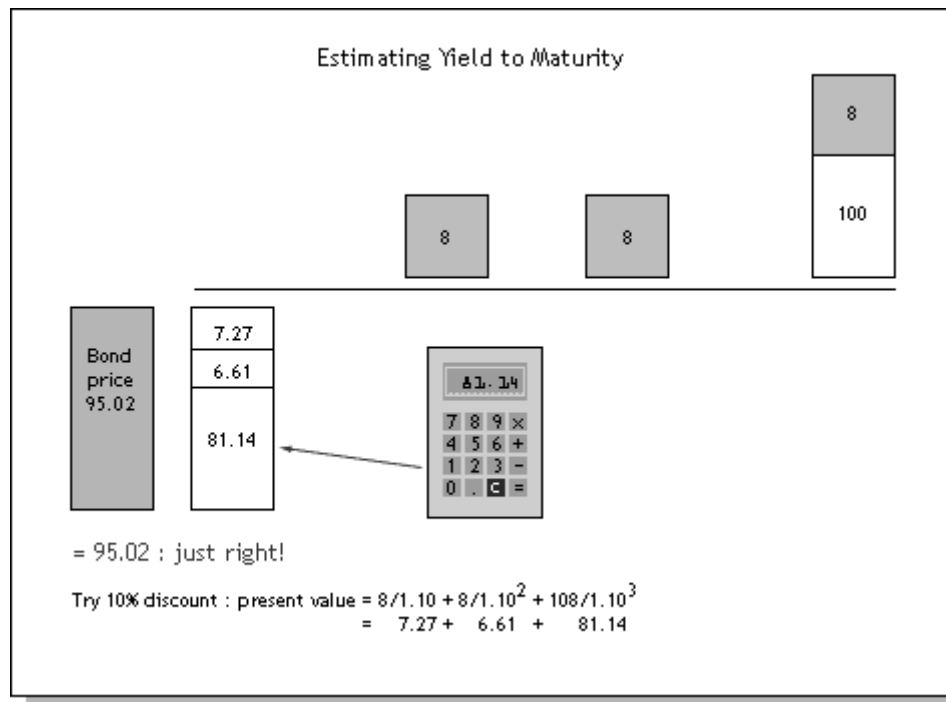 Estimating Yield to Maturity
8
100
8
8
Bond
price
95.02
7.27
6.61
81.14
81.14
7 8 9 ×
4 5 6 +
1 2 3 -
0 . C =
= 95.02 : just right!
Try 10% discount : present value = 8/1.10 + 8/1.10² + 108/1.10³
= 7.27 + 6.61 + 81.14